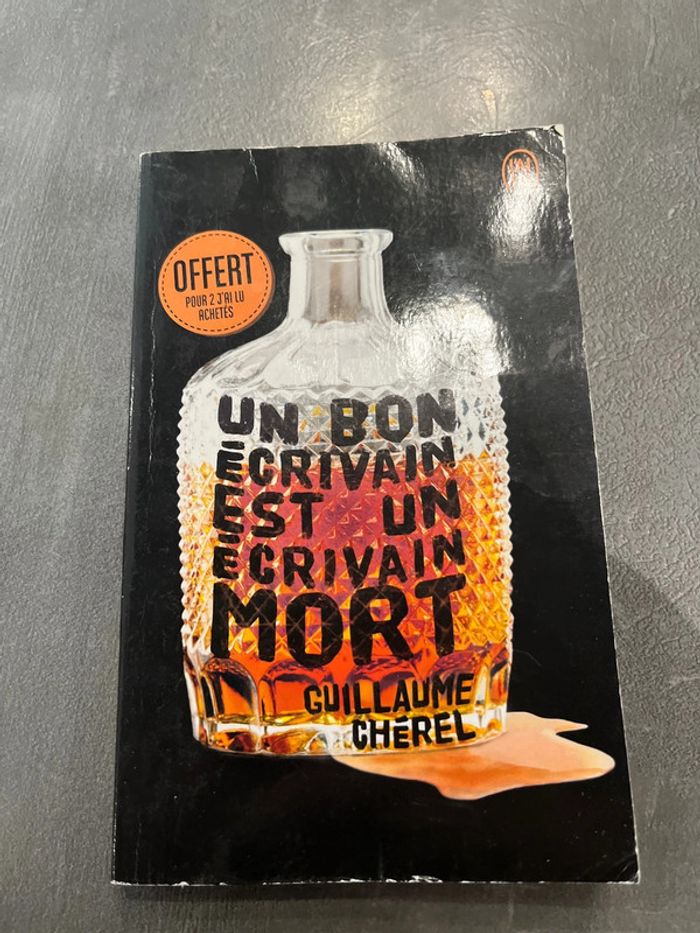 OFFERT
POUR 2 J'AI LU
ACHETÉS
UN BON
ÉCRIVAIN
EST UN
ÉCRIVAIN
MORT
GUILLAUME
CHÉREL